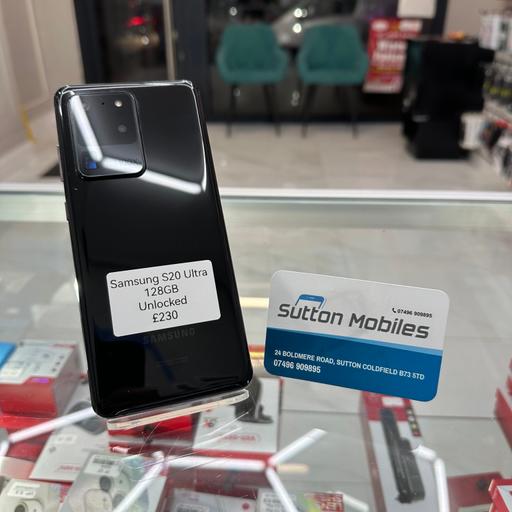 Samsung S20 Ultra
128GB
Unlocked
£230
SAMSUNG
07496 909895
Sutton Mobiles
24 BOLDMERE ROAD, SUTTON COLDFIELD B73 5TD
07496 909895